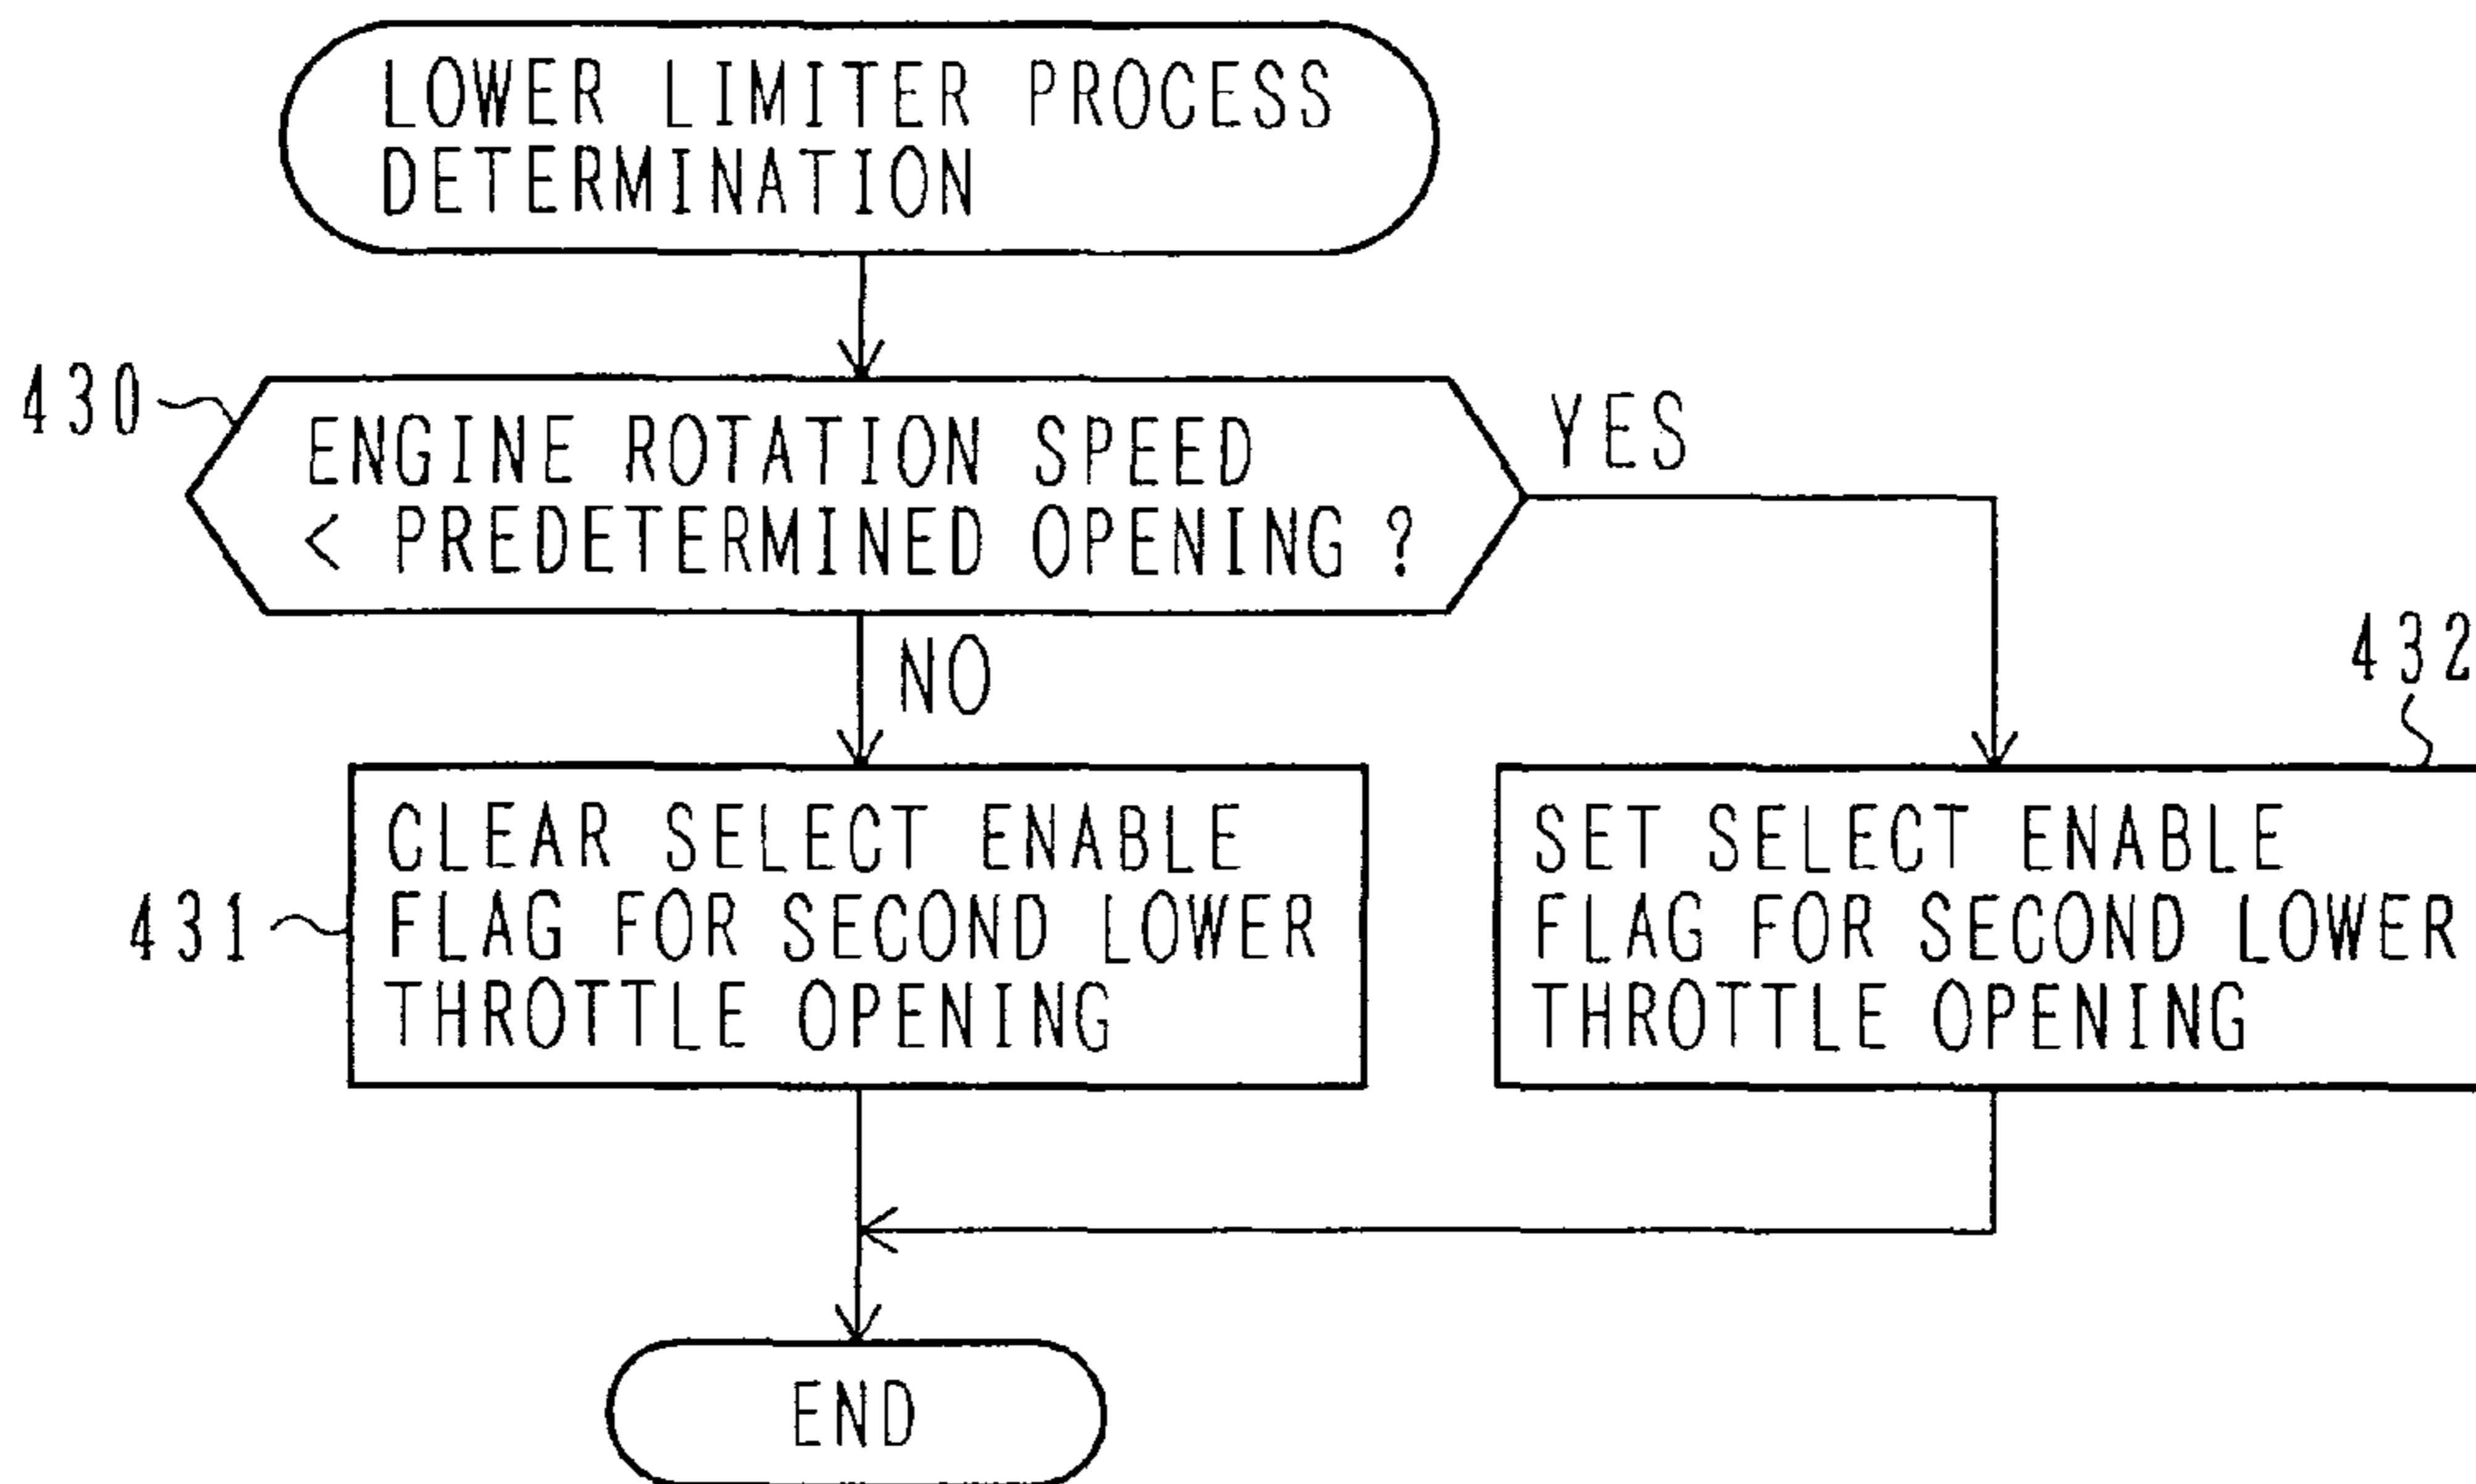 LOWER LIMITER PROCESS
DETERMINATION
430
ENGINE ROTATION SPEED
< PREDETERMINED OPENING ?
YES
NO
432
431
CLEAR SELECT ENABLE
FLAG FOR SECOND LOWER
THROTTLE OPENING
SET SELECT ENABLE
FLAG FOR SECOND LOWER
THROTTLE OPENING
END